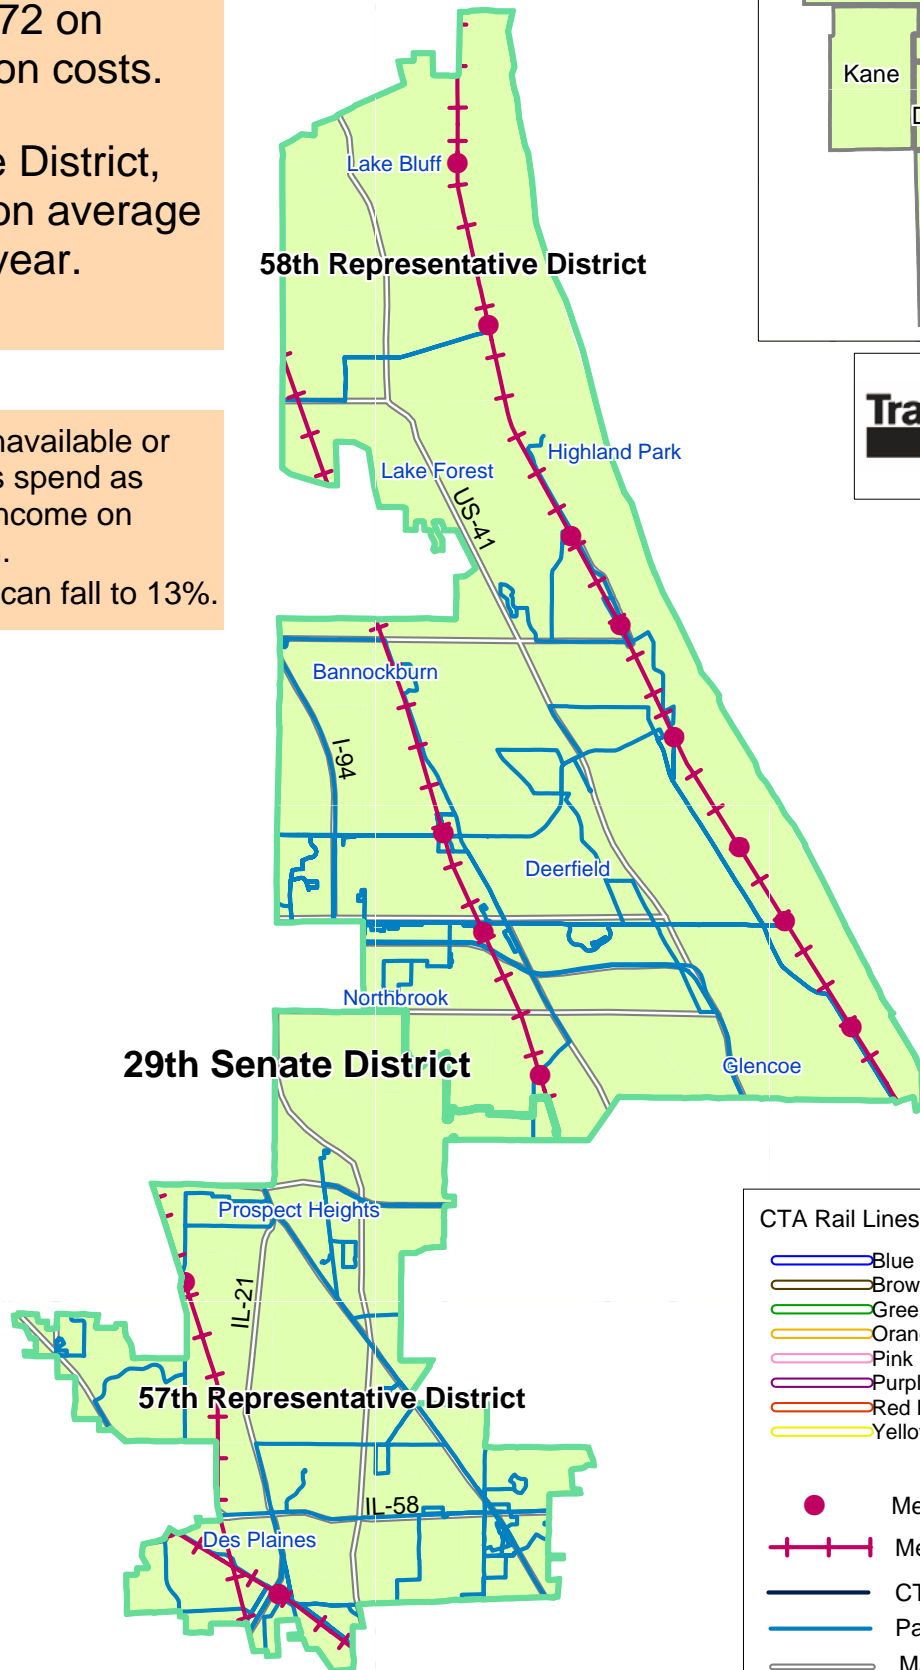 72 on
on costs.
e District,
on average
year.
navailable or
s spend as
ncome on
can fall to 13%.
Kane
Lake Bluff
58th Representative District
Tra
Highland Park
Lake Forest
US-41
Bannockburn
I-94
Deerfield
Northbrook
29th Senate District
Glencoe
Prospect Heights
IL-21
57th Representative District
IL-58
Des Plaines
CTA Rail Lines
Blue
Brow
Gree
Oran
Pink
Purpl
Red
Yello
Me
Me
CT
Pa
M